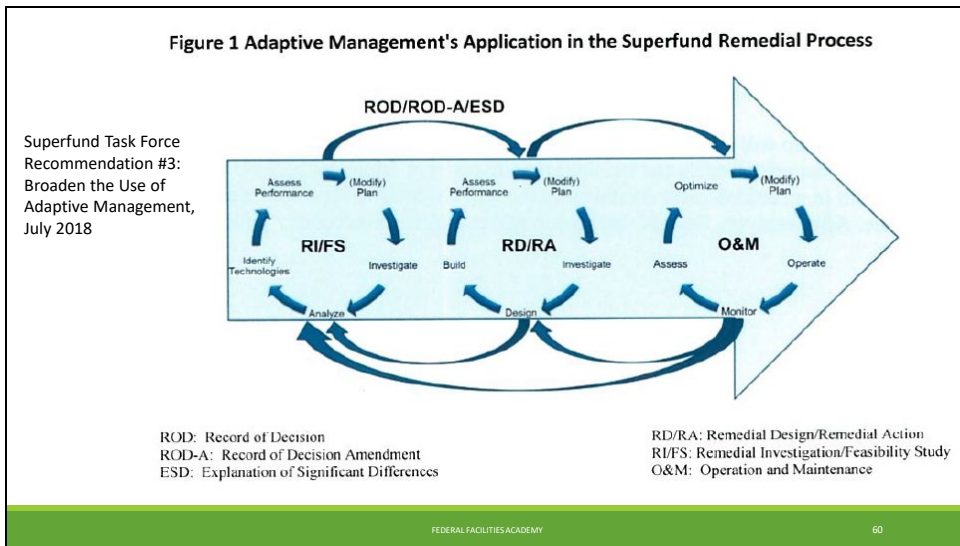 Figure 1 Adaptive Management's Application in the Superfund Remedial Process
Superfund Task Force
Recommendation #3:
Broaden the Use of
Adaptive Management,
July 2018
ROD/ROD-A/ESD
Assess
Performance
(Modify)
Plan
RI/FS
Identify
Technologies
Investigate
Analyze
Assess
Performance
(Modify)
Plan
RD/RA
Build
Investigate
Design
Optimize
(Modify)
Plan
O&M
Assess
Operate
Monitor
ROD: Record of Decision
ROD-A: Record of Decision Amendment
ESD: Explanation of Significant Differences
RD/RA: Remedial Design/Remedial Action
RI/FS: Remedial Investigation/Feasibility Study
O&M: Operation and Maintenance
FEDERAL FACILITIES ACADEMY
60